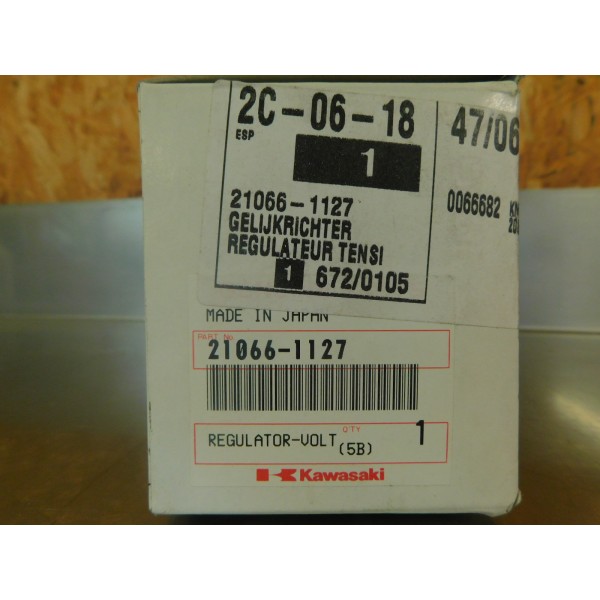 2C-06-18
ESP
1
21066-1127
GELIJKRICHTER
REGULATEUR TENSI
1 672/0105
47/06
0066682
MADE IN JAPAN
PART No.
21066-1127
REGULATOR-VOLT (5B)
QTY
1
Kawasaki